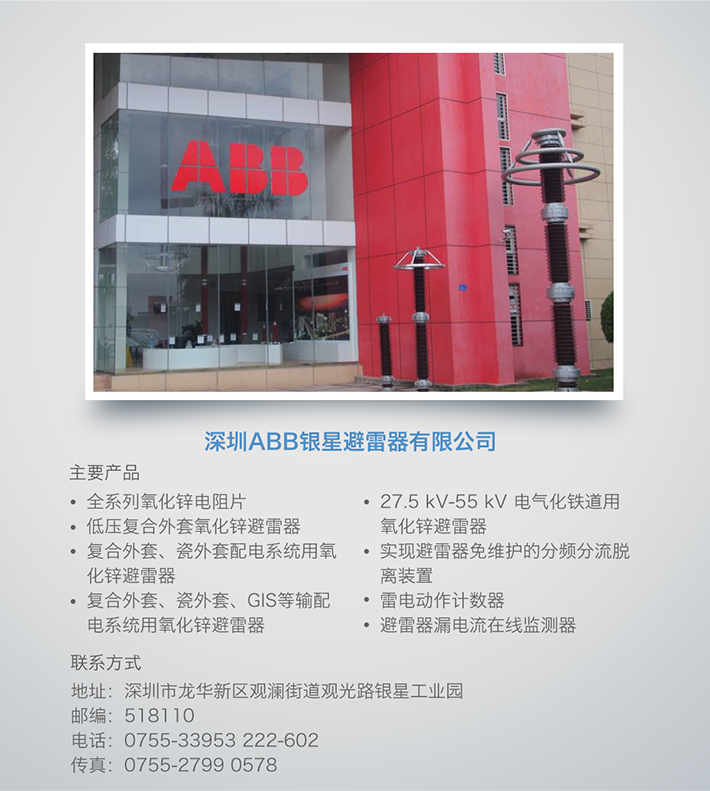 ABB
深圳ABB银星避雷器有限公司
主要产品
• 全系列氧化锌电阻片
• 低压复合外套氧化锌避雷器
• 复合外套、瓷外套配电系统用氧
化锌避雷器
• 复合外套、瓷外套、GIS等输配
电系统用氧化锌避雷器
• 27.5 kV-55 kV 电气化铁道用
氧化锌避雷器
• 实现避雷器免维护的分频分流脱
离装置
• 雷电动作计数器
• 避雷器漏电流在线监测器
联系方式
地址：深圳市龙华新区观澜街道观光路银星工业园
邮编：518110
电话：0755-33953 222-602
传真：0755-2799 0578